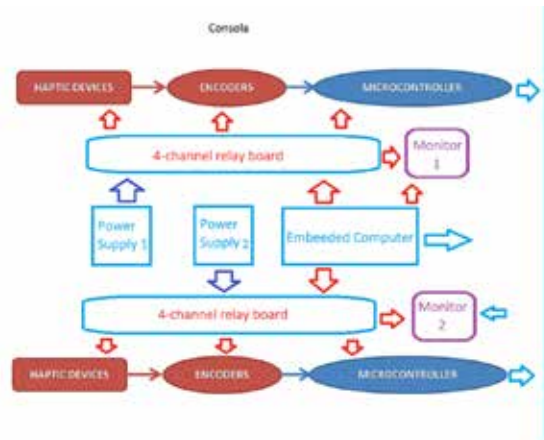 Consola
HAPTIC DEVICES
ENCODERS
MICROCONTROLLER
4-channel relay board
Monitor
1
Power
Supply 1
Power
Supply 2
Embeeded Computer
4-channel relay board
Monitor
2
HAPTIC DEVICES
ENCODERS
MICROCONTROLLER